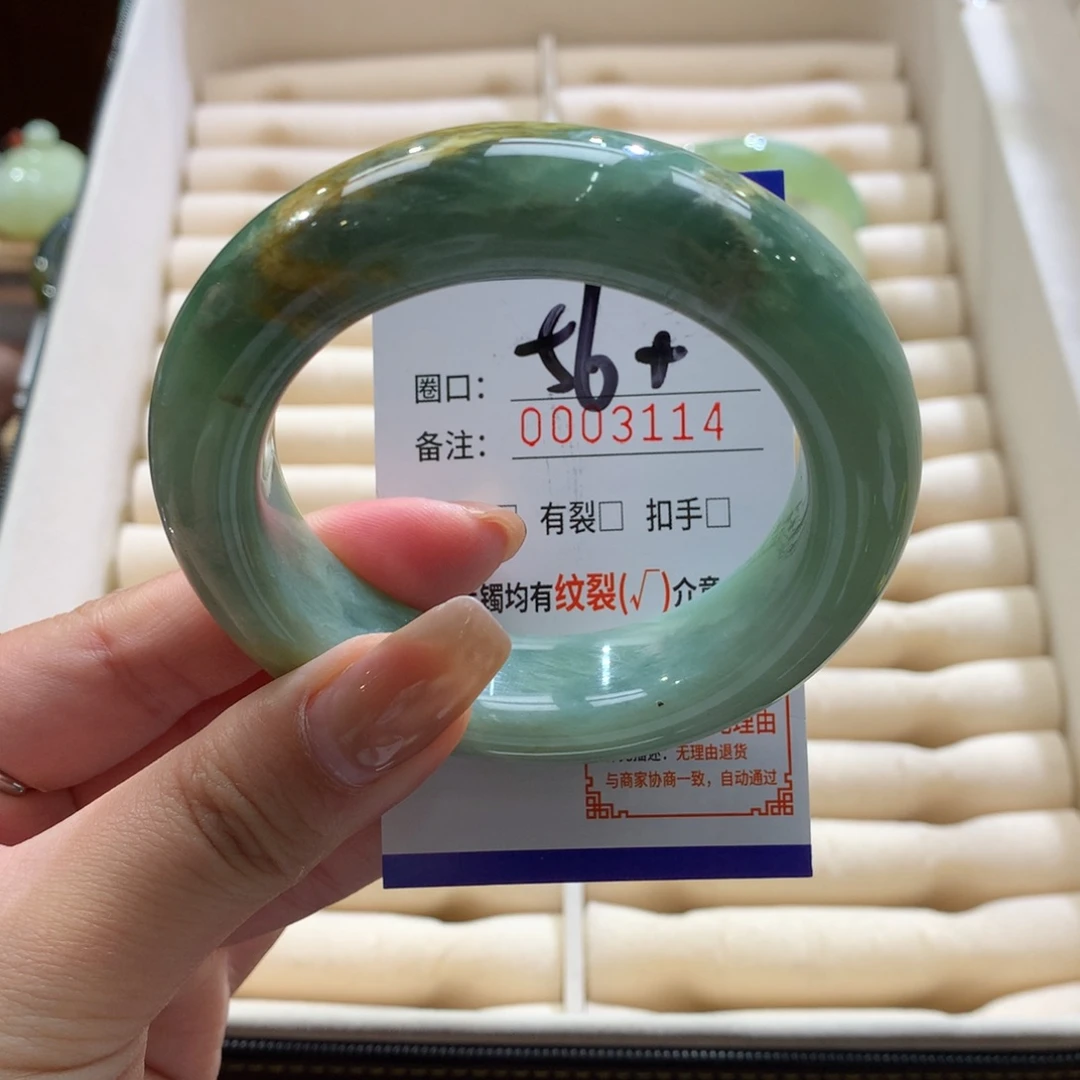 圈口： 56+
备注： 0003114
□ 有裂□ 扣手□
镯均有纹裂(√)介意
理由
无理由退货
与商家协商一致，自动通过